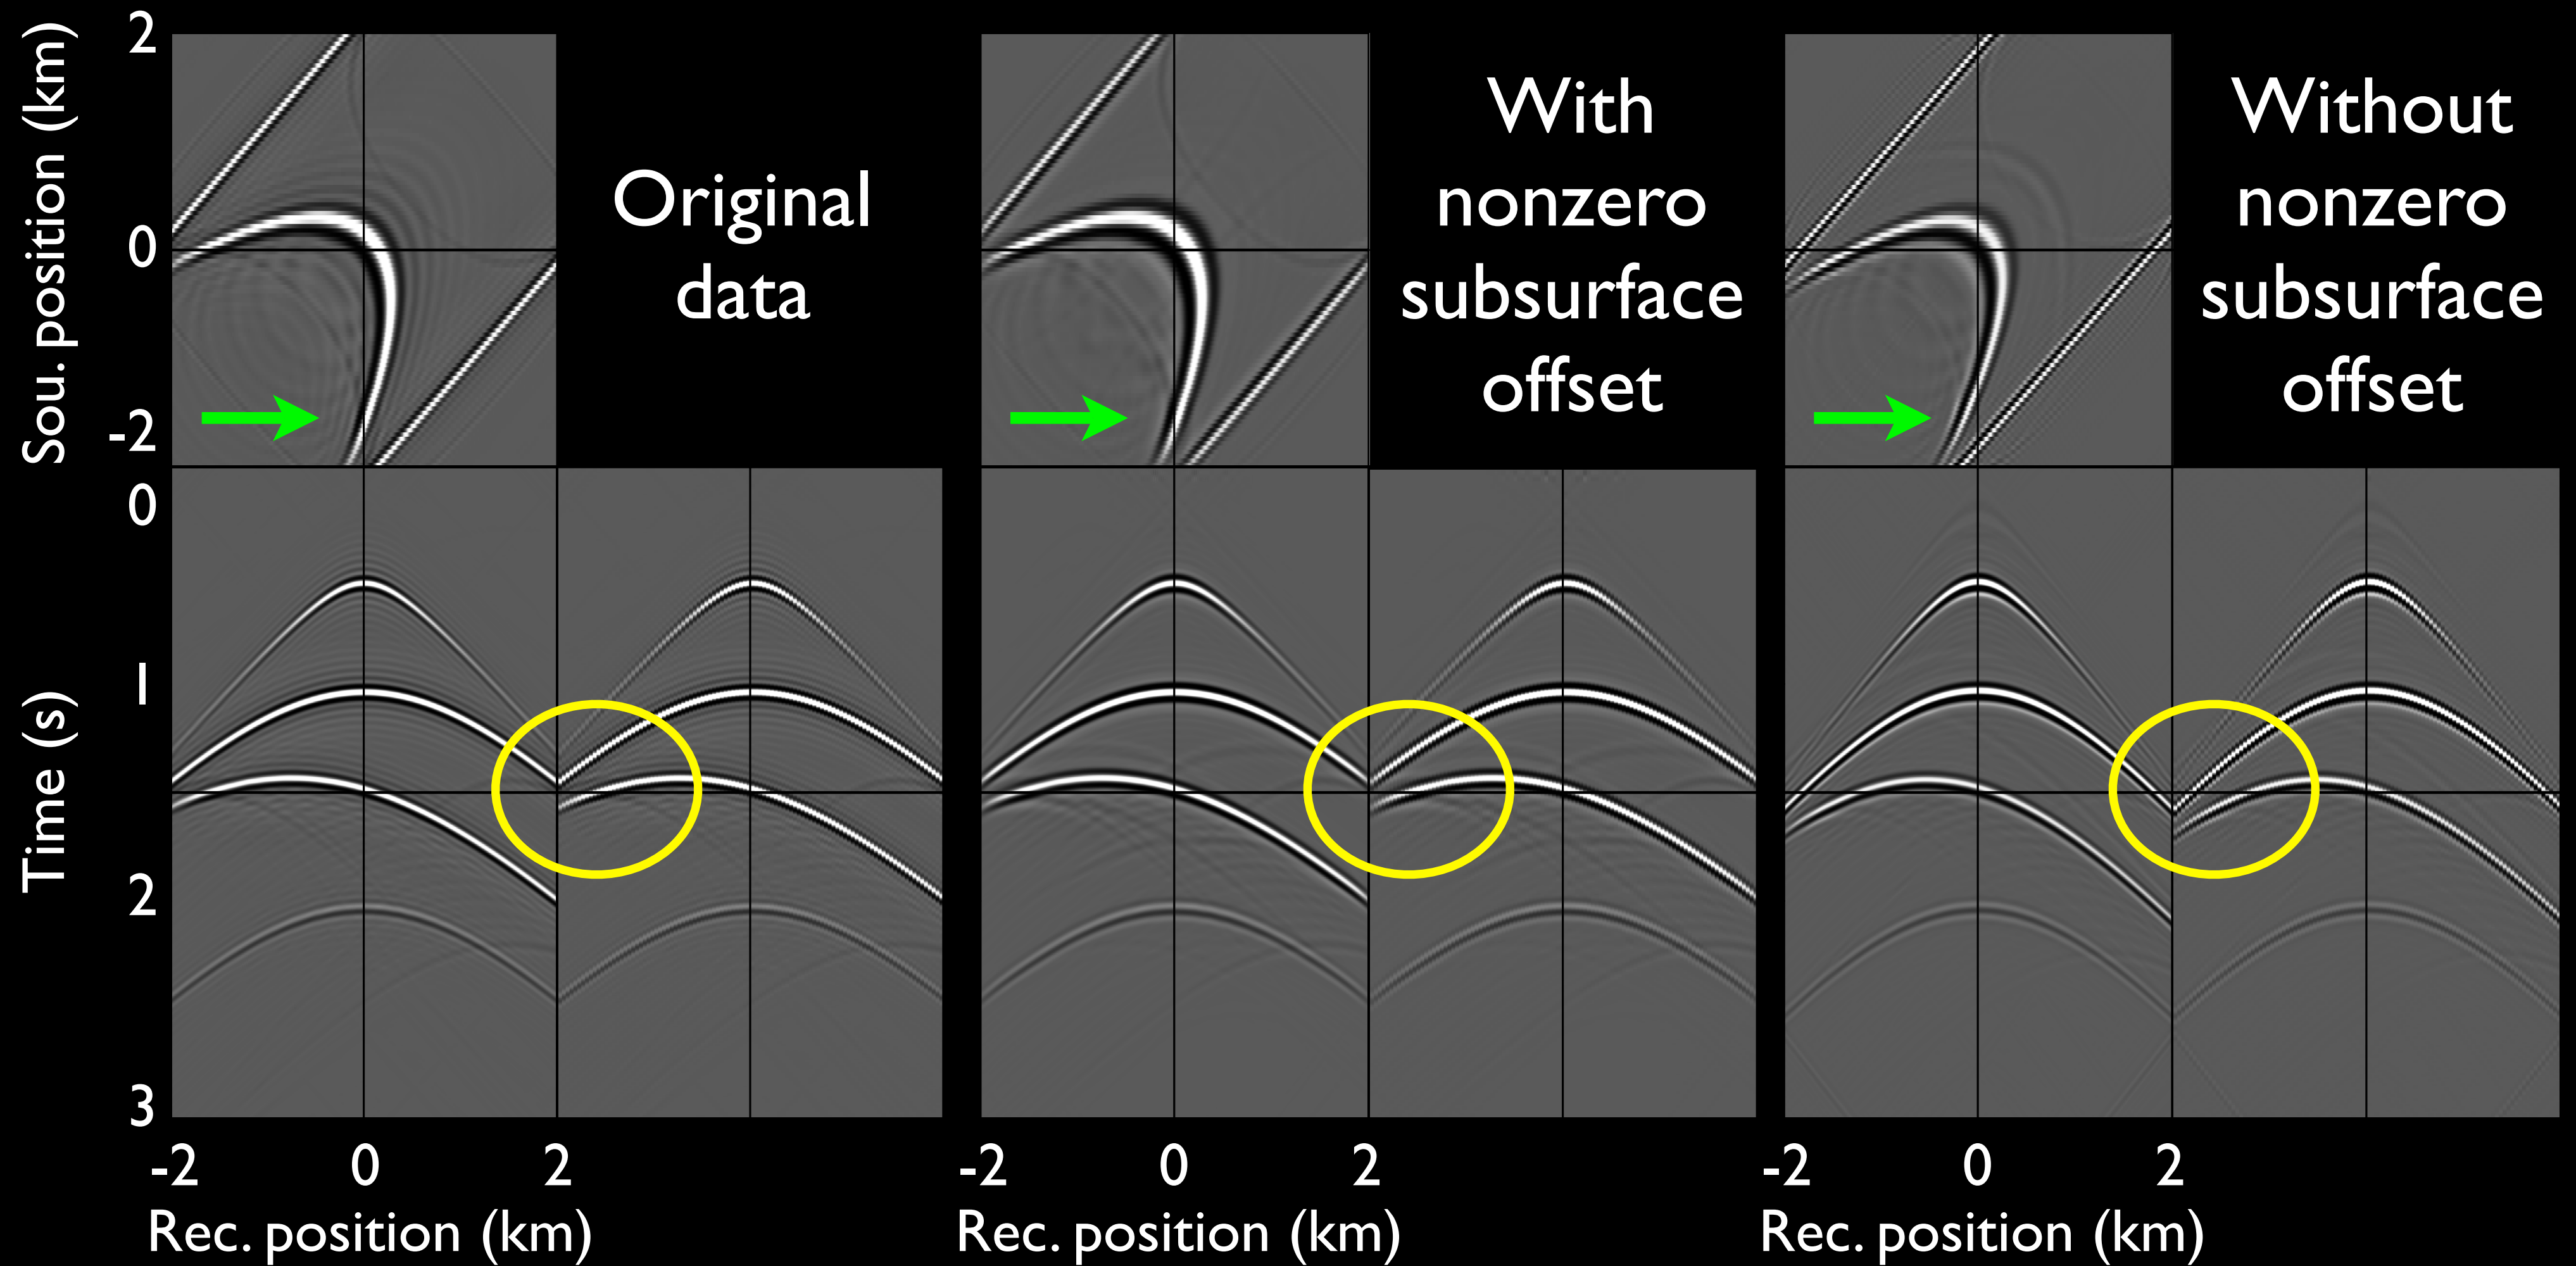 Sou. position (km)
2
0
-2
Original
data
With
nonzero
subsurface
offset
Without
nonzero
subsurface
offset
Time (s)
0
1
2
3
-2 0 2
Rec. position (km)
-2 0 2
Rec. position (km)
-2 0 2
Rec. position (km)